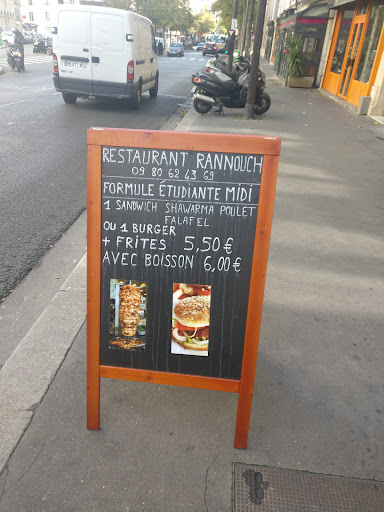 RESTAURANT RANNOUCH
09 80 62 43 69
FORMULE ÉTUDIANTE MIDI
1 SANDWICH SHAWARMA POULET
FALAFEL
OU 1 BURGER
+ FRITES 5,50 €
AVEC BOISSON 6,00 €